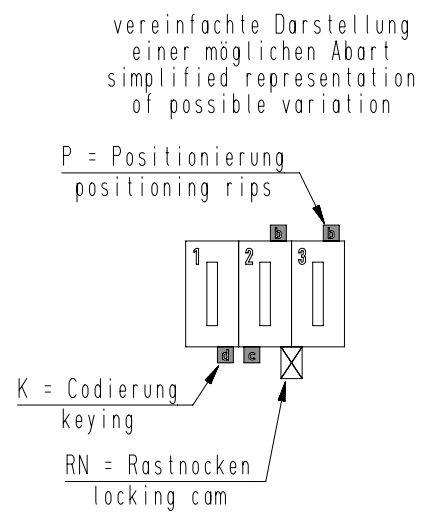 vereinfachte Darstellung
einer möglichen Abart
simplified representation
of possible variation
P = Positionierung
positioning rips
b b
1 2 3
d c
K = Codierung
keying
RN = Rastnocken
locking cam